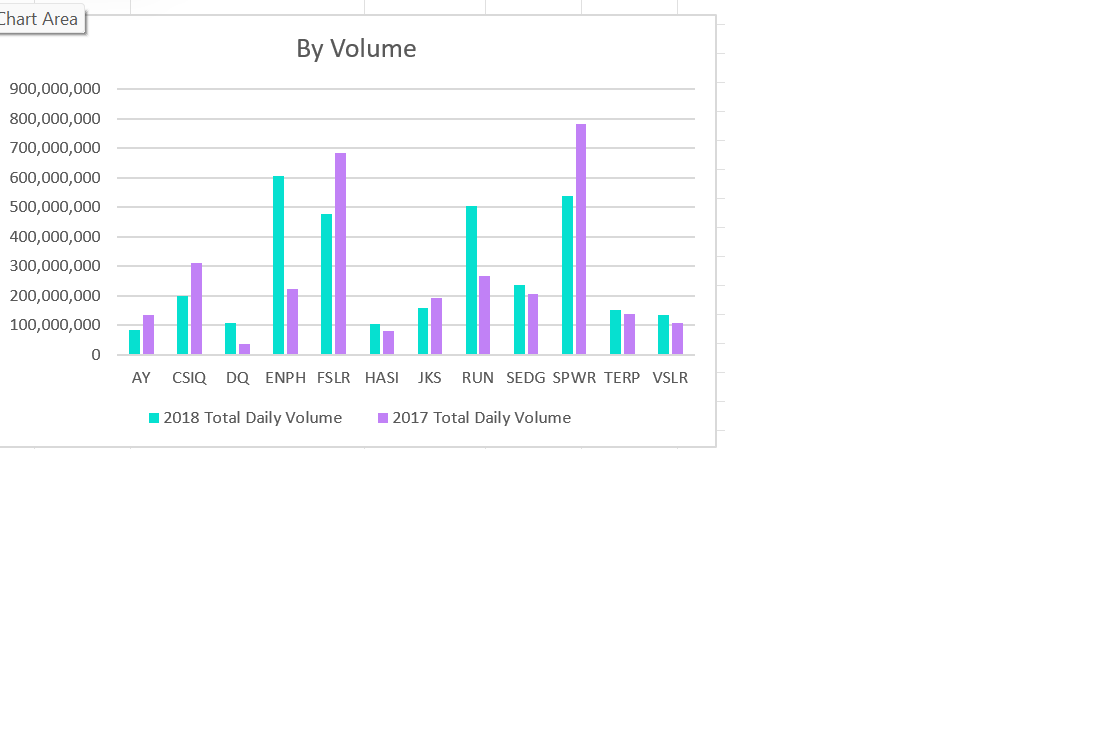 Chart Area
By Volume
900,000,000
800,000,000
700,000,000
600,000,000
500,000,000
400,000,000
300,000,000
200,000,000
100,000,000
0
AY CSIQ DQ ENPH FSLR HASI JKS RUN SEDG SPWR TERP VSLR
2018 Total Daily Volume 2017 Total Daily Volume